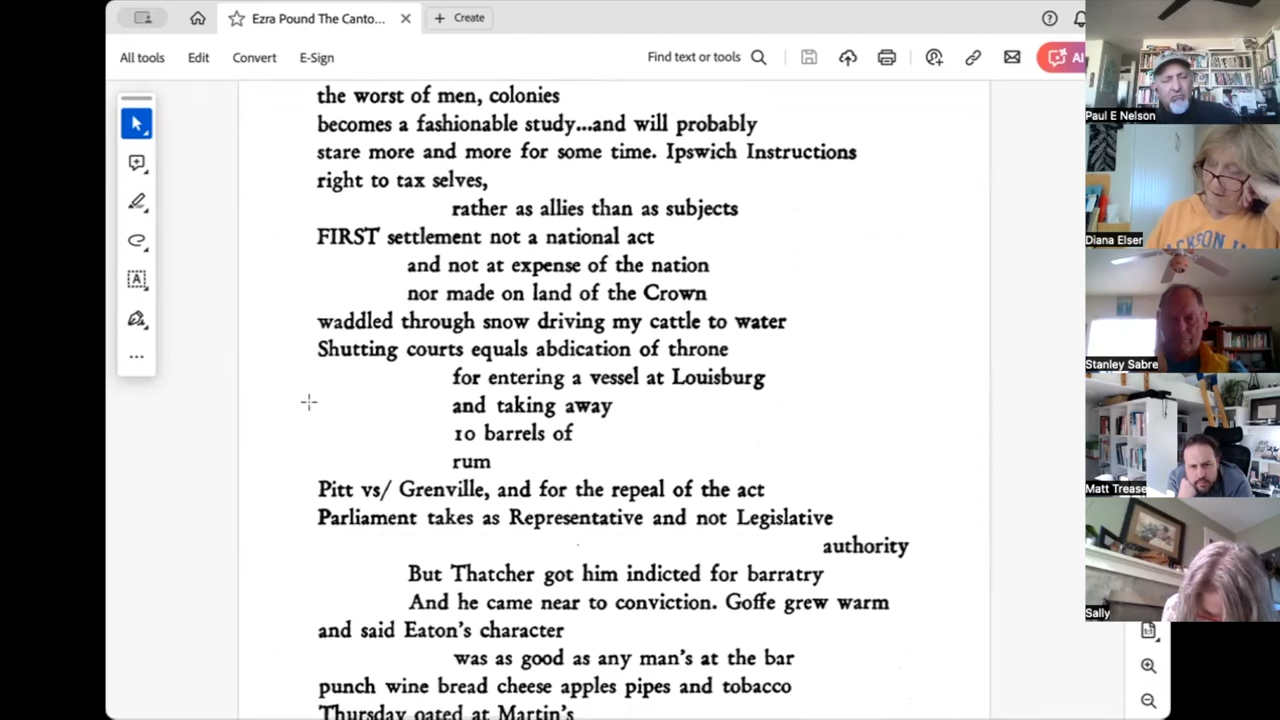 Ezra Pound The Canto...
Create
All tools
Edit
Convert
E-Sign
Find text or tools
AI
the worst of men, colonies
becomes a fashionable study...and will probably
stare more and more for some time. Ipswich Instructions
right to tax selves,
rather as allies than as subjects
FIRST settlement not a national act
and not at expense of the nation
nor made on land of the Crown
waddled through snow driving my cattle to water
Shutting courts equals abdication of throne
for entering a vessel at Louisburg
and taking away
10 barrels of
rum
Pitt vs/ Grenville, and for the repeal of the act
Parliament takes as Representative and not Legislative
authority
But Thatcher got him indicted for barratry
And he came near to conviction. Goffe grew warm
and said Eaton's character
was as good as any man's at the bar
punch wine bread cheese apples pipes and tobacco
Thursday oated at Martin's
Paul E Nelson
Diana Elser
Stanley Sabre
Matt Trease
Sally